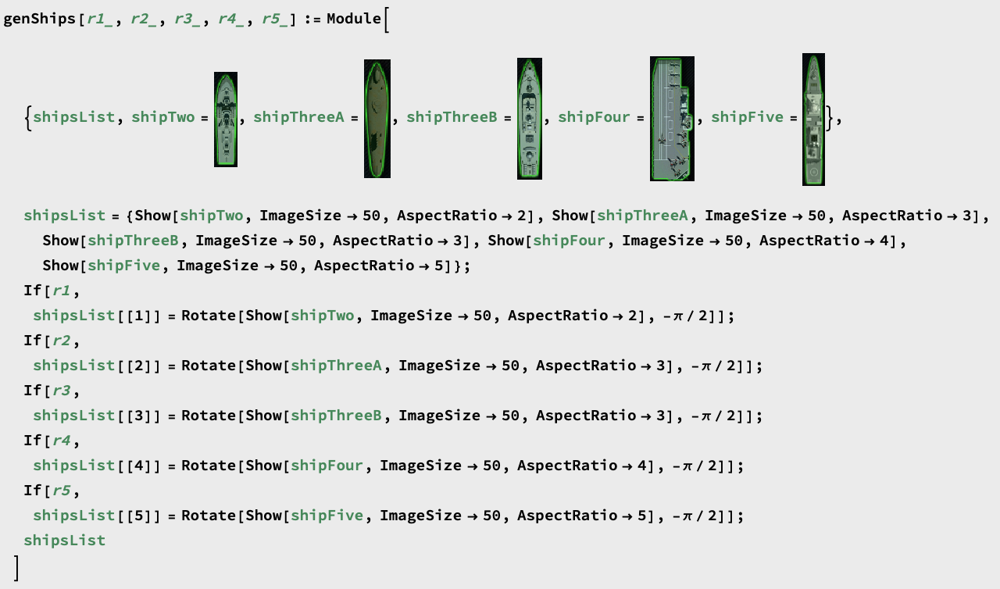 genShips[r1_, r2_, r3_, r4_, r5_] := Module[
{shipsList, shipTwo = , shipThreeA = , shipThreeB = , shipFour = , shipFive = },
shipsList = {Show[shipTwo, ImageSize → 50, AspectRatio → 2], Show[shipThreeA, ImageSize → 50, AspectRatio → 3],
Show[shipThreeB, ImageSize → 50, AspectRatio → 3], Show[shipFour, ImageSize → 50, AspectRatio → 4],
Show[shipFive, ImageSize → 50, AspectRatio → 5]};
If[r1,
shipsList[[1]] = Rotate[Show[shipTwo, ImageSize → 50, AspectRatio → 2], -π / 2]];
If[r2,
shipsList[[2]] = Rotate[Show[shipThreeA, ImageSize → 50, AspectRatio → 3], -π / 2]];
If[r3,
shipsList[[3]] = Rotate[Show[shipThreeB, ImageSize → 50, AspectRatio → 3], -π / 2]];
If[r4,
shipsList[[4]] = Rotate[Show[shipFour, ImageSize → 50, AspectRatio → 4], -π / 2]];
If[r5,
shipsList[[5]] = Rotate[Show[shipFive, ImageSize → 50, AspectRatio → 5], -π / 2]];
shipsList
]